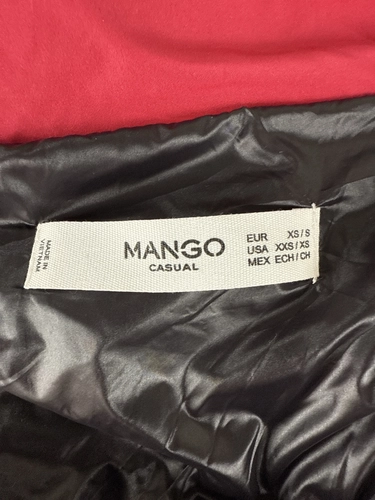 MADE IN
VIETNAM
MANGO
CASUAL
EUR XS/S
USA XXS/XS
MEX ECH/CH